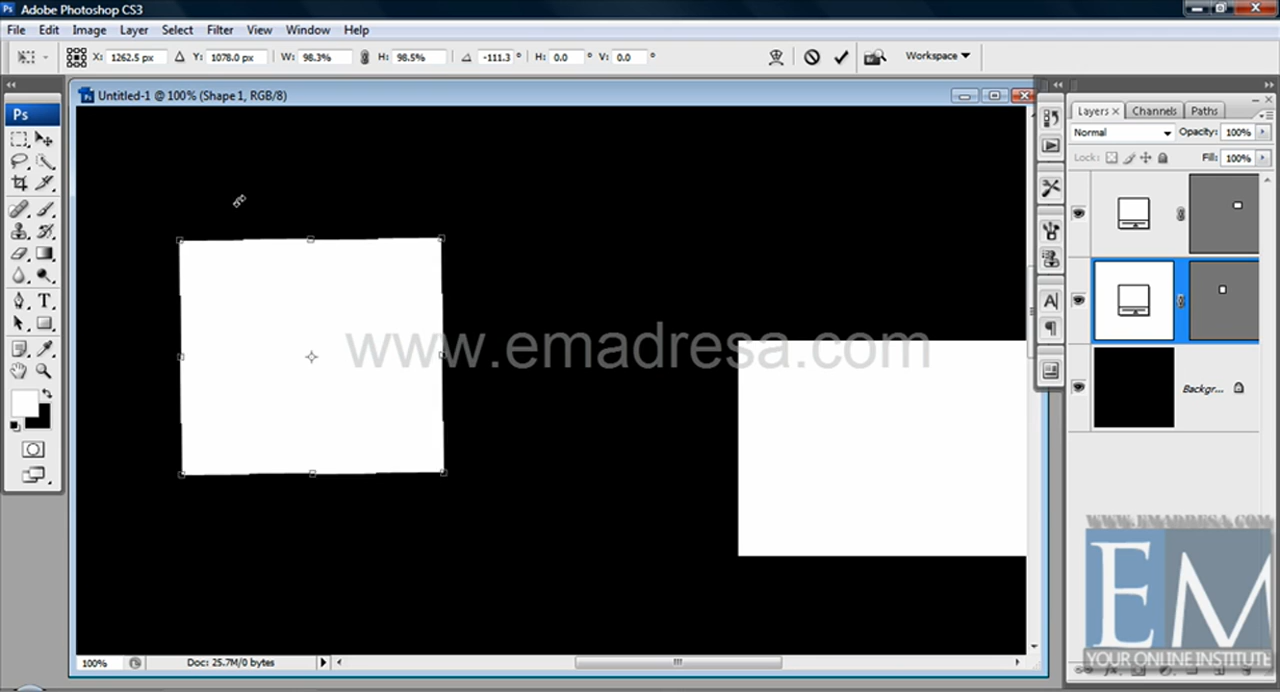 Ps Adobe Photoshop CS3
File Edit Image Layer Select Filter View Window Help
X: 1262.5 px Y: 1078.0 px W: 98.3% H: 98.5% -111.3 ° H: 0.0 ° V: 0.0 ° Workspace
Ps
Untitled-1 @ 100% (Shape 1, RGB/8)
Layers × Channels Paths
Normal Opacity: 100%
Lock: Fill: 100%
T
A
www.emadresa.com
Backgr...
WWW.EMADRESA.COM
EM
YOUR ONLINE INSTITUTE
100% Doc: 25.7M/0 bytes